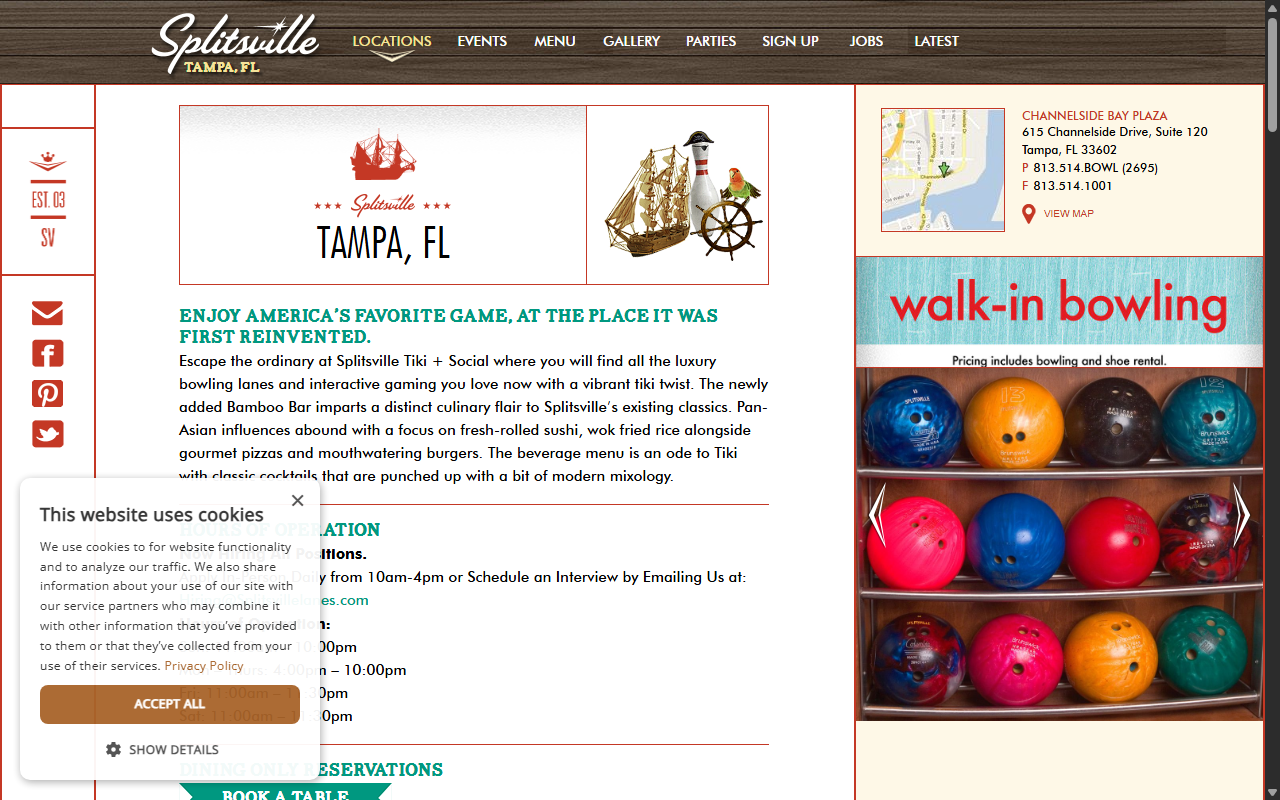 Splitsville
TAMPA, FL
LOCATIONS
EVENTS
MENU
GALLERY
PARTIES
SIGN UP
JOBS
LATEST
EST. 03
SV
Splitsville
TAMPA, FL
ENJOY AMERICA'S FAVORITE GAME, AT THE PLACE IT WAS
FIRST REINVENTED.
Escape the ordinary at Splitsville Tiki + Social where you will find all the luxury
bowling lanes and interactive gaming you love now with a vibrant tiki twist. The newly
added Bamboo Bar imparts a distinct culinary flair to Splitsville's existing classics. Pan-
Asian influences abound with a focus on fresh-rolled sushi, wok fried rice alongside
gourmet pizzas and mouthwatering burgers. The beverage menu is an ode to Tiki
with classic cocktails that are punched up with a bit of modern mixology.
HOURS OF OPERATION
Now Hiring All Positions.
Daily from 10am-4pm or Schedule an Interview by Emailing Us at:
4:00pm – 10:00pm
Fri: 11:00am –
Sat: 11:00am –
DINING ONLY RESERVATIONS
BOOK A TABLE
This website uses cookies
We use cookies to for website functionality
and to analyze our traffic. We also share
information about your use of our site with
our service partners who may combine it
with other information that you've provided
to them or that they've collected from your
use of their services. Privacy Policy
ACCEPT ALL
SHOW DETAILS
CHANNELSIDE BAY PLAZA
615 Channelside Drive, Suite 120
Tampa, FL 33602
P 813.514.BOWL (2695)
F 813.514.1001
VIEW MAP
walk-in bowling
Pricing includes bowling and shoe rental.
13
12
SPLITSVILLE
Brunswick
Brunswick